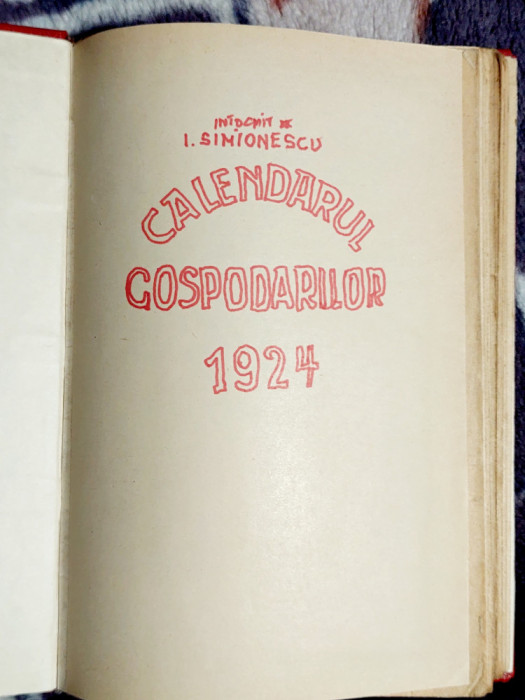 INTOCMIT DE
I. SIMIONESCU
CALENDARUL
GOSPODARILOR
1924